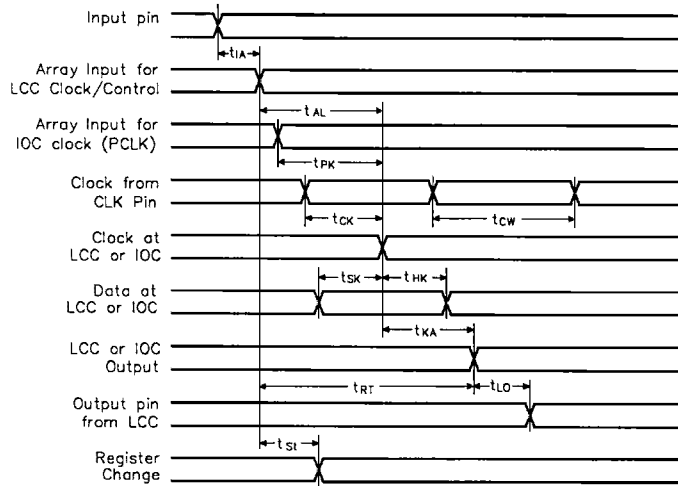 Input pin
tIA
Array Input for
LCC Clock/Control
tAL
Array Input for
IOC clock (PCLK)
tPK
Clock from
CLK Pin
tCK
tCW
Clock at
LCC or IOC
tSK
tHK
Data at
LCC or IOC
tKA
LCC or IOC
Output
tRT
tLO
Output pin
from LCC
tSt
Register
Change